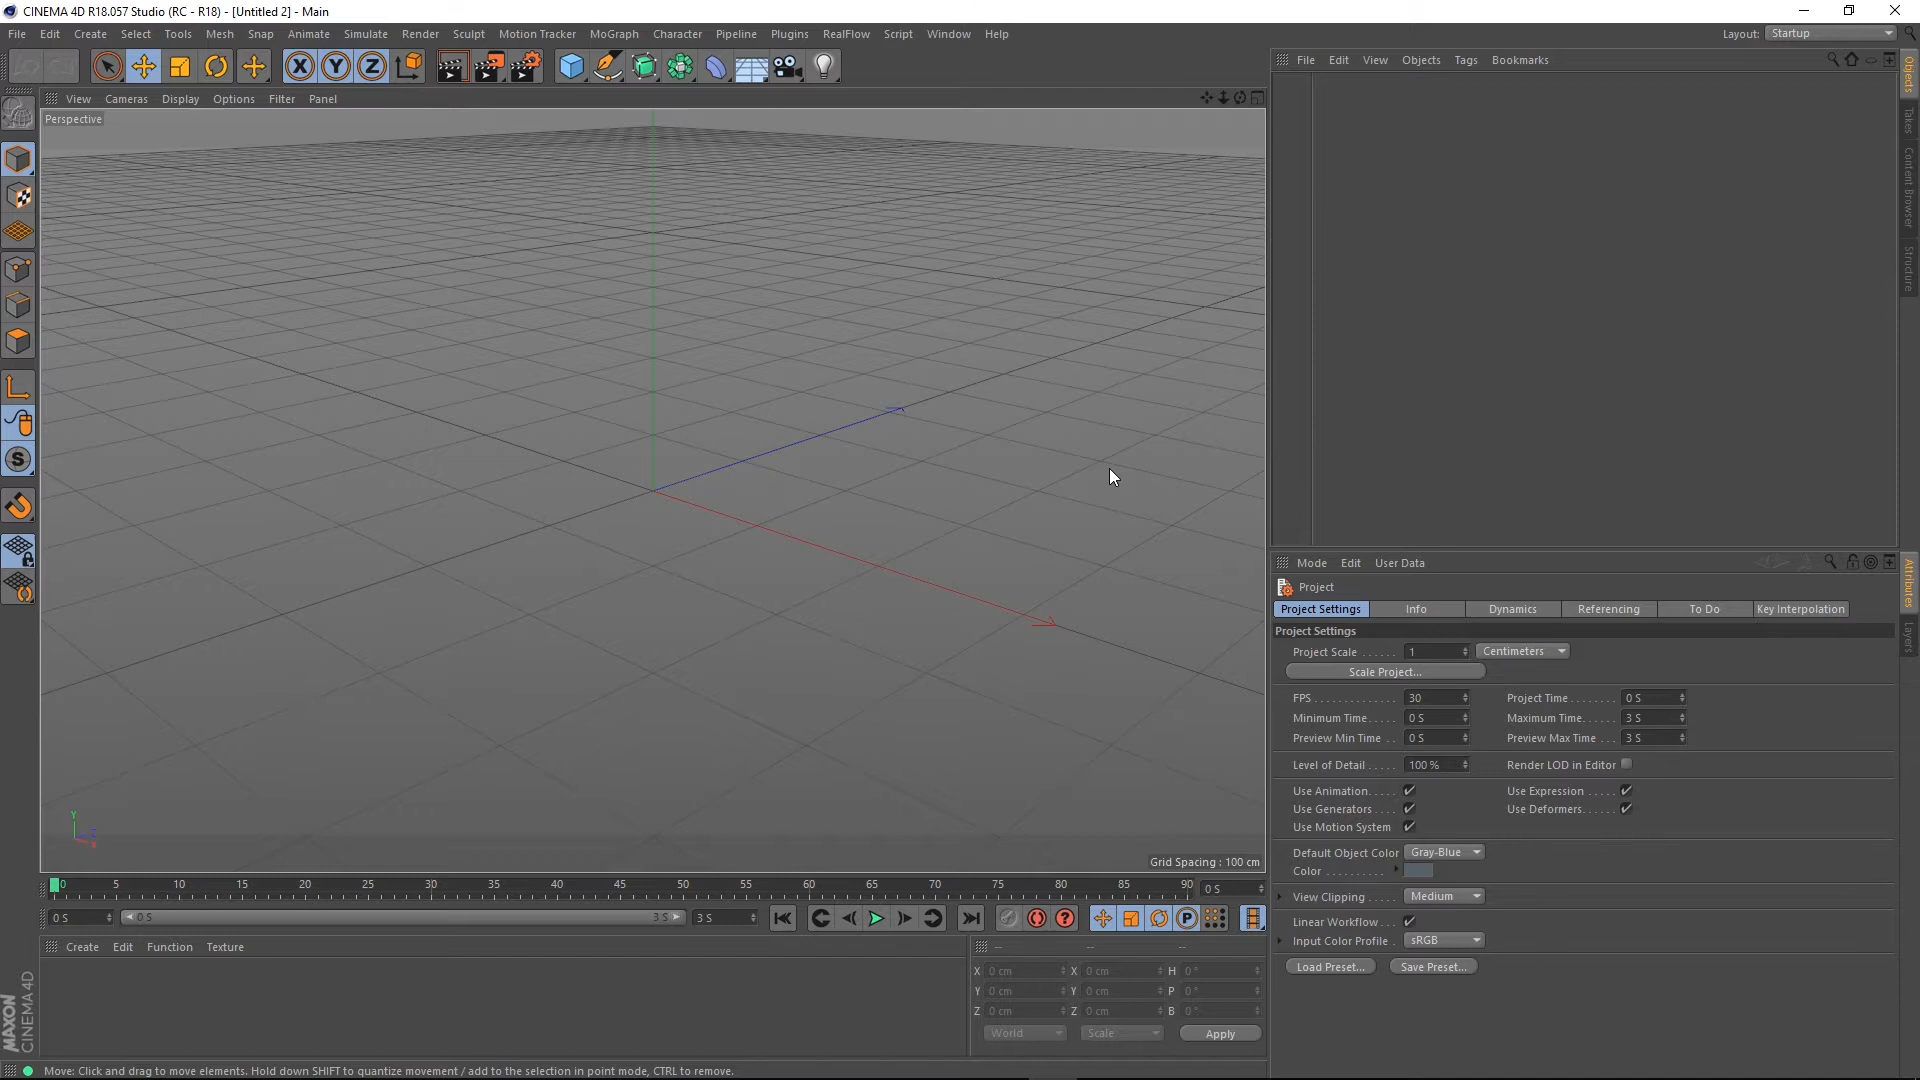 CINEMA 4D R18.057 Studio (RC - R18) - [Untitled 2] - Main
File Edit Create Select Tools Mesh Snap Animate Simulate Render Sculpt Motion Tracker MoGraph Character Pipeline Plugins RealFlow Script Window Help
Layout: Startup
X Y Z
File Edit View Objects Tags Bookmarks
View Cameras Display Options Filter Panel
Perspective
Objects
Takes
Content Browser
Structure
S
Mode Edit User Data
Project
Project Settings Info Dynamics Referencing To Do Key Interpolation
Attributes
Layers
Project Settings
Project Scale ...... 1 Centimeters
Scale Project...
FPS ............. 30 Project Time ....... 0 S
Minimum Time..... 0 S Maximum Time..... 3 S
Preview Min Time .. 0 S Preview Max Time ... 3 S
Level of Detail ..... 100 % Render LOD in Editor
Use Animation..... Use Expression .....
Use Generators .... Use Deformers......
Use Motion System
Default Object Color Gray-Blue
Color ..........
View Clipping ..... Medium
Linear Workflow...
Input Color Profile . sRGB
Load Preset... Save Preset...
Y
Z
X
Grid Spacing : 100 cm
0 5 10 15 20 25 30 35 40 45 50 55 60 65 70 75 80 85 90 0 S
0 S 0 S 3 S 3 S ? P
Create Edit Function Texture
-- -- --
X 0 cm X 0 cm H 0 °
Y 0 cm Y 0 cm P 0 °
Z 0 cm Z 0 cm B 0 °
World Scale Apply
MAXON
CINEMA 4D
Move: Click and drag to move elements. Hold down SHIFT to quantize movement / add to the selection in point mode, CTRL to remove.